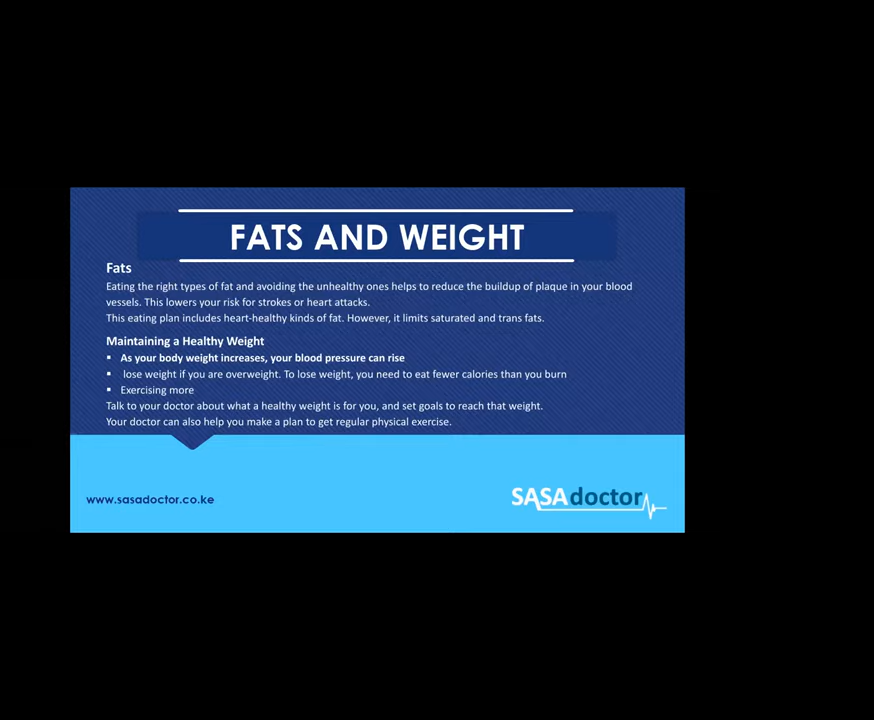 FATS AND WEIGHT
Fats
Eating the right types of fat and avoiding the unhealthy ones helps to reduce the buildup of plaque in your blood
vessels. This lowers your risk for strokes or heart attacks.
This eating plan includes heart-healthy kinds of fat. However, it limits saturated and trans fats.
Maintaining a Healthy Weight
▪ As your body weight increases, your blood pressure can rise
▪ lose weight if you are overweight. To lose weight, you need to eat fewer calories than you burn
▪ Exercising more
Talk to your doctor about what a healthy weight is for you, and set goals to reach that weight.
Your doctor can also help you make a plan to get regular physical exercise.
www.sasadoctor.co.ke
SASAdoctor